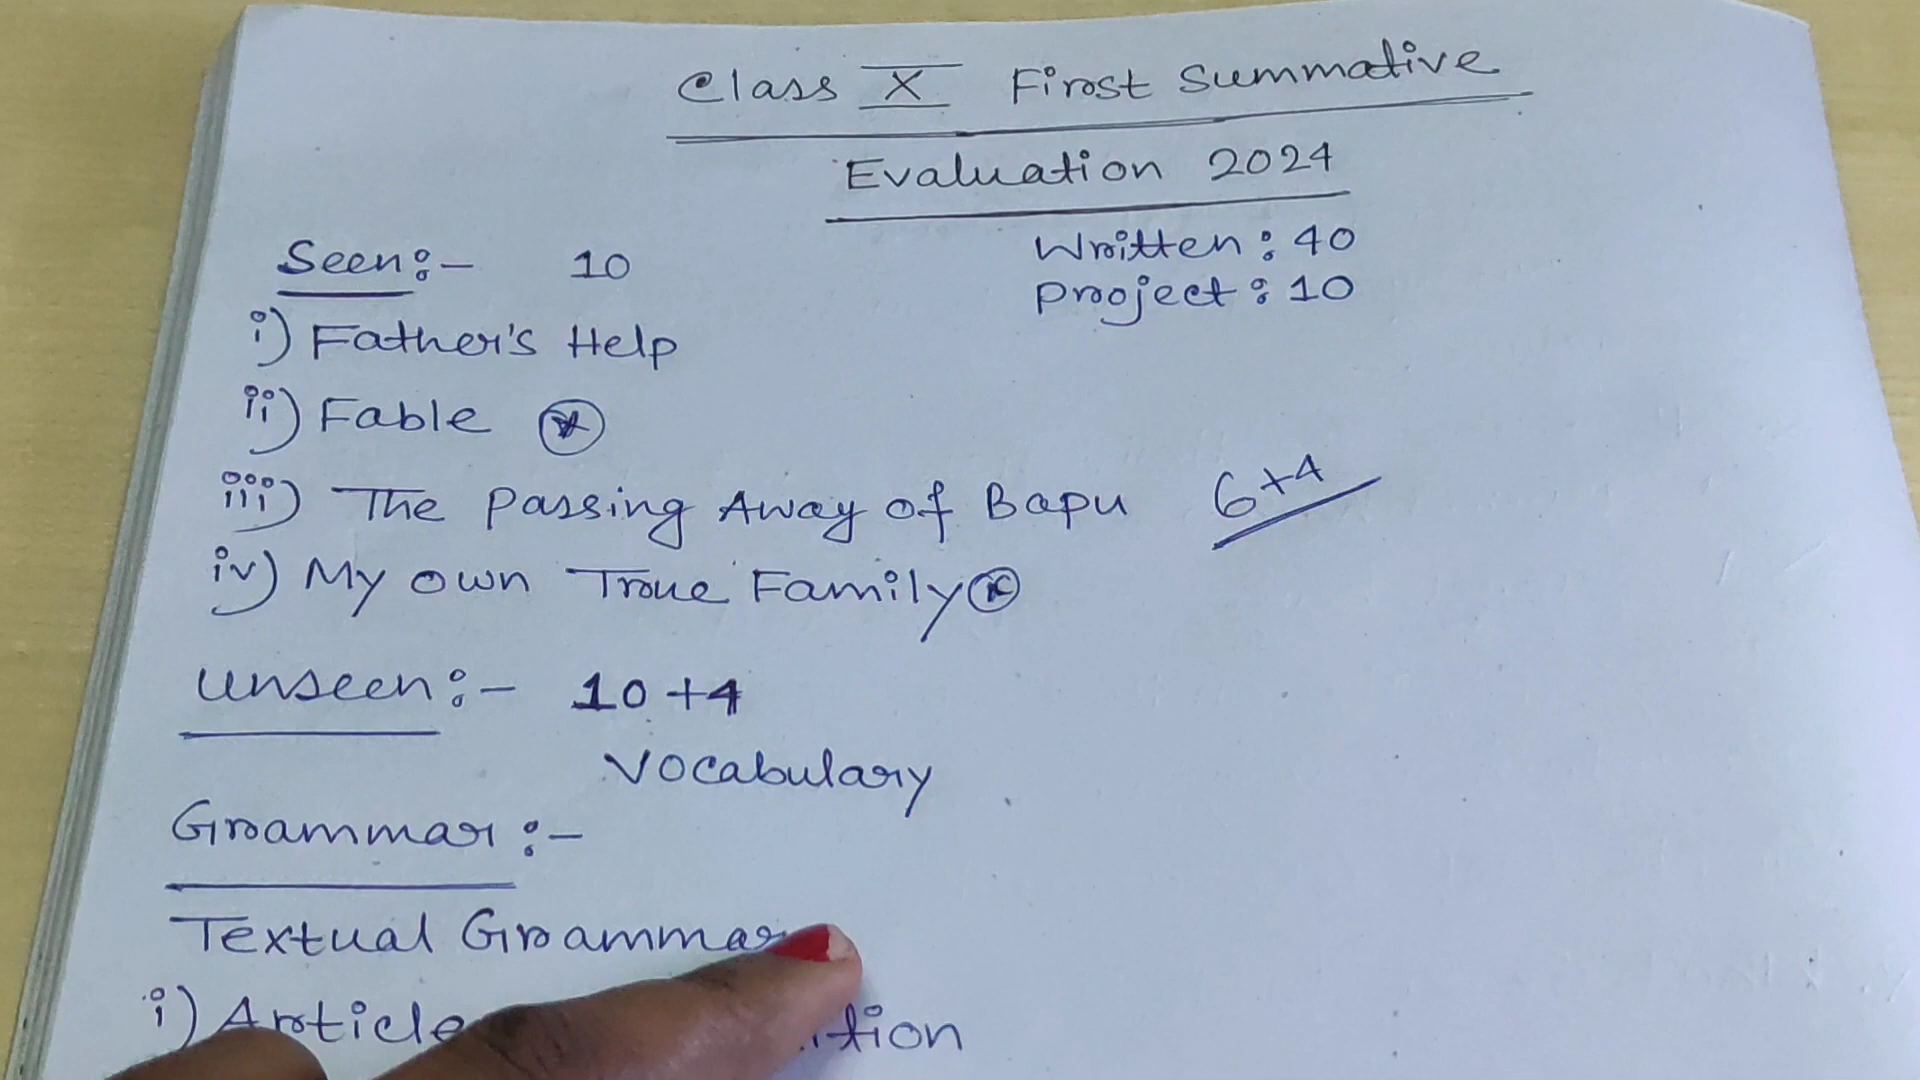 Class X First Summative
Evaluation 2024
Written : 40
Project : 10
Seen :- 10
i) Father's Help
ii) Fable
iii) The Passing Away of Bapu 6+4
iv) My own True Family
Unseen :- 10 +4
Vocabulary
Grammar :-
Textual Grammar
i) Article